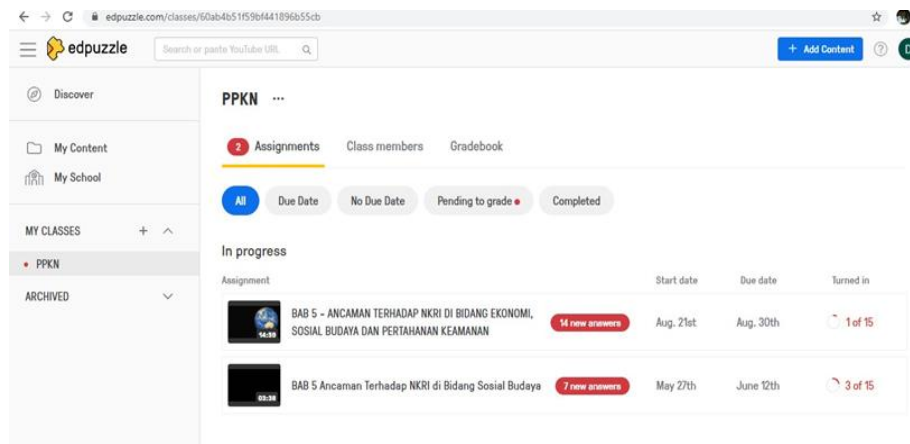 edpuzzle.com/classes/60ab4b51f59bf441896b55cb
edpuzzle
Search or paste YouTube URL
+ Add Content
Discover
My Content
My School
MY CLASSES
PPKN
ARCHIVED
PPKN ...
2 Assignments Class members Gradebook
All Due Date No Due Date Pending to grade Completed
In progress
Assignment Start date Due date Turned in
BAB 5 - ANCAMAN TERHADAP NKRI DI BIDANG EKONOMI,
SOSIAL BUDAYA DAN PERTAHANAN KEAMANAN
14:59
14 new answers
Aug. 21st Aug. 30th 1 of 15
BAB 5 Ancaman Terhadap NKRI di Bidang Sosial Budaya
03:38
7 new answers
May 27th June 12th 3 of 15